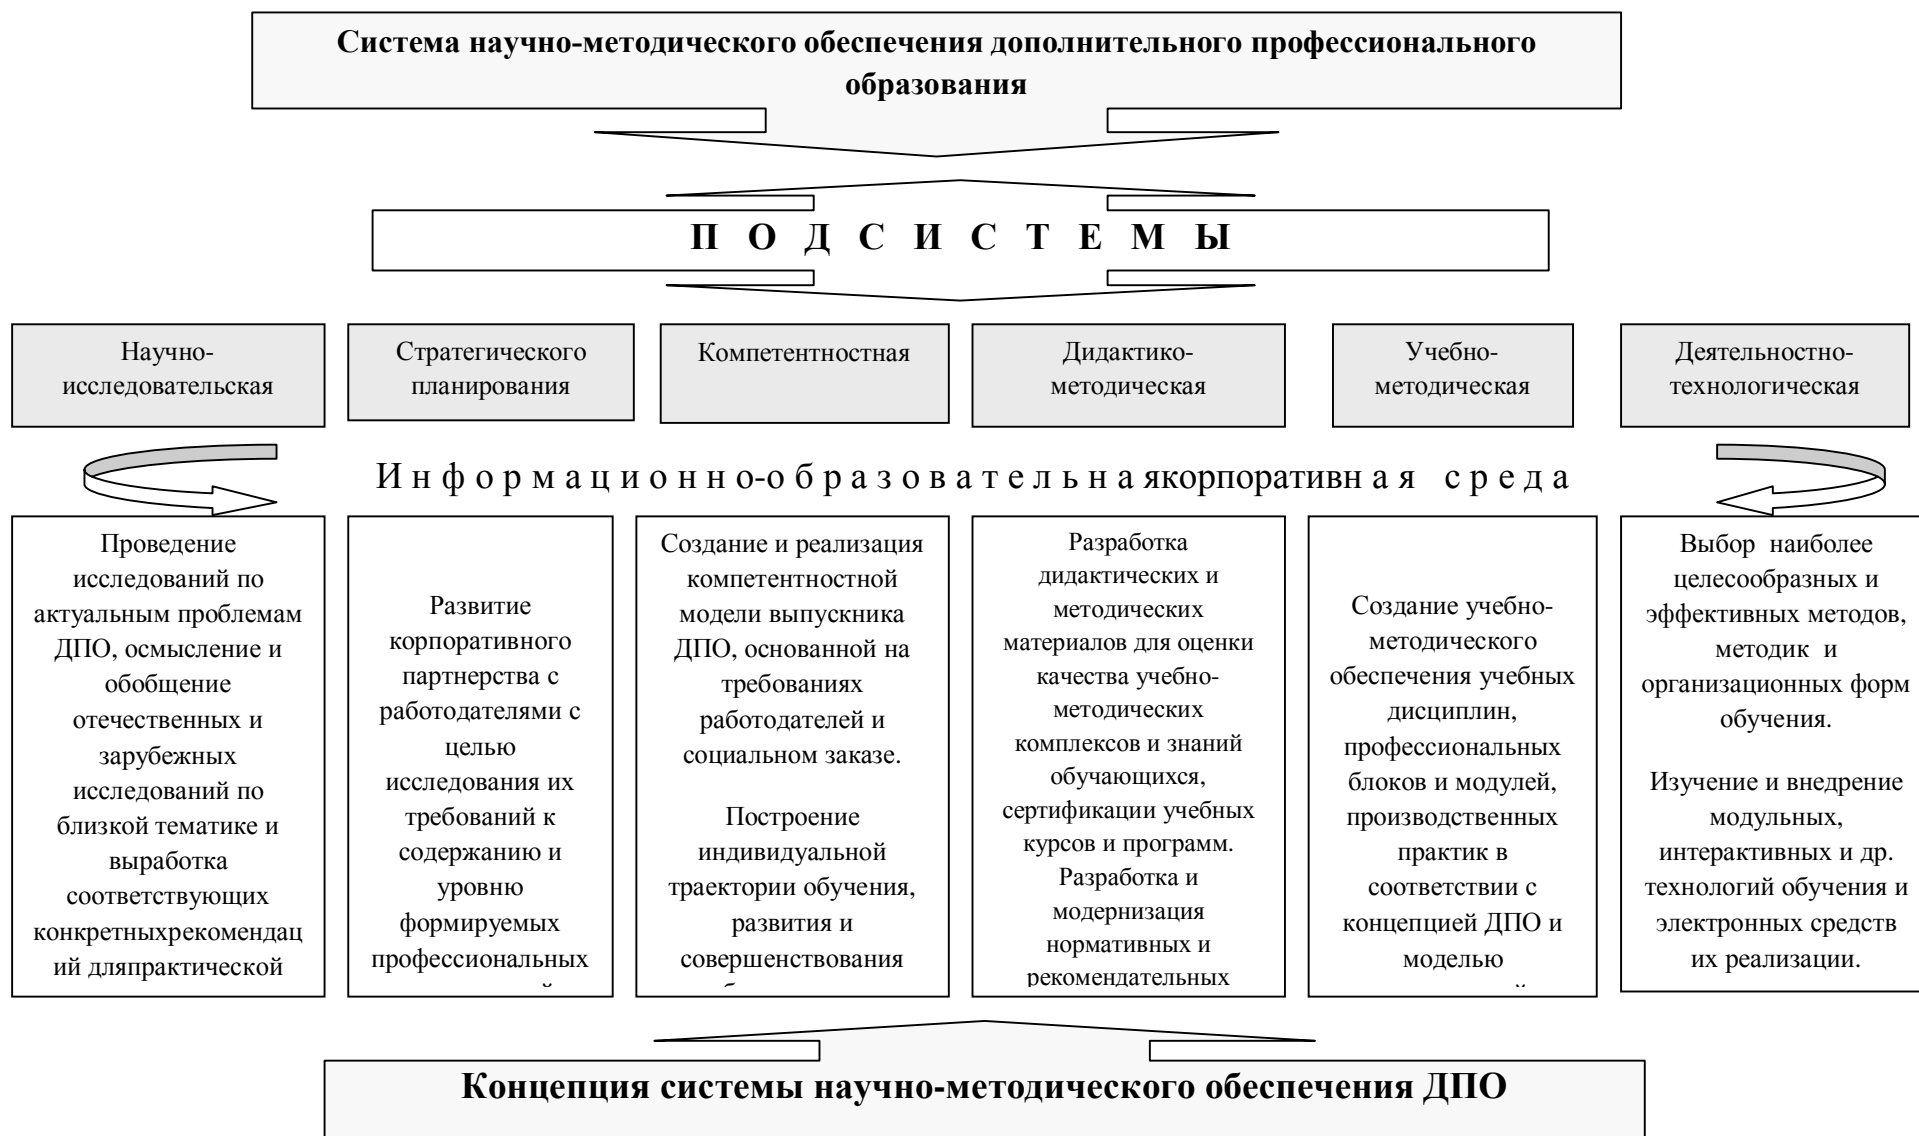 Система научно-методического обеспечения дополнительного профессионального
образования
П О Д С И С Т Е М Ы
Научно-
исследовательская
Стратегического
планирования
Компетентностная
Дидактико-
методическая
Учебно-
методическая
Деятельностно-
технологическая
И н ф о р м а ц и о н н о-о б р а з о в а т е л ь н а якорпоративн а я с р е д а
Проведение
исследований по
актуальным проблемам
ДПО, осмысление и
обобщение
отечественных и
зарубежных
исследований по
близкой тематике и
выработка
соответствующих
конкретныхрекомендац
ий дляпрактической
Развитие
корпоративного
партнерства с
работодателями с
целью
исследования их
требований к
содержанию и
уровню
формируемых
профессиональных
Создание и реализация
компетентностной
модели выпускника
ДПО, основанной на
требованиях
работодателей и
социальном заказе.
Построение
индивидуальной
траектории обучения,
развития и
совершенствования
Разработка
дидактических и
методических
материалов для оценки
качества учебно-
методических
комплексов и знаний
обучающихся,
сертификации учебных
курсов и программ.
Разработка и
модернизация
нормативных и
рекомендательных
Создание учебно-
методического
обеспечения учебных
дисциплин,
профессиональных
блоков и модулей,
производственных
практик в
соответствии с
концепцией ДПО и
моделью
Выбор наиболее
целесообразных и
эффективных методов,
методик и
организационных форм
обучения.
Изучение и внедрение
модульных,
интерактивных и др.
технологий обучения и
электронных средств
их реализации.
Концепция системы научно-методического обеспечения ДПО